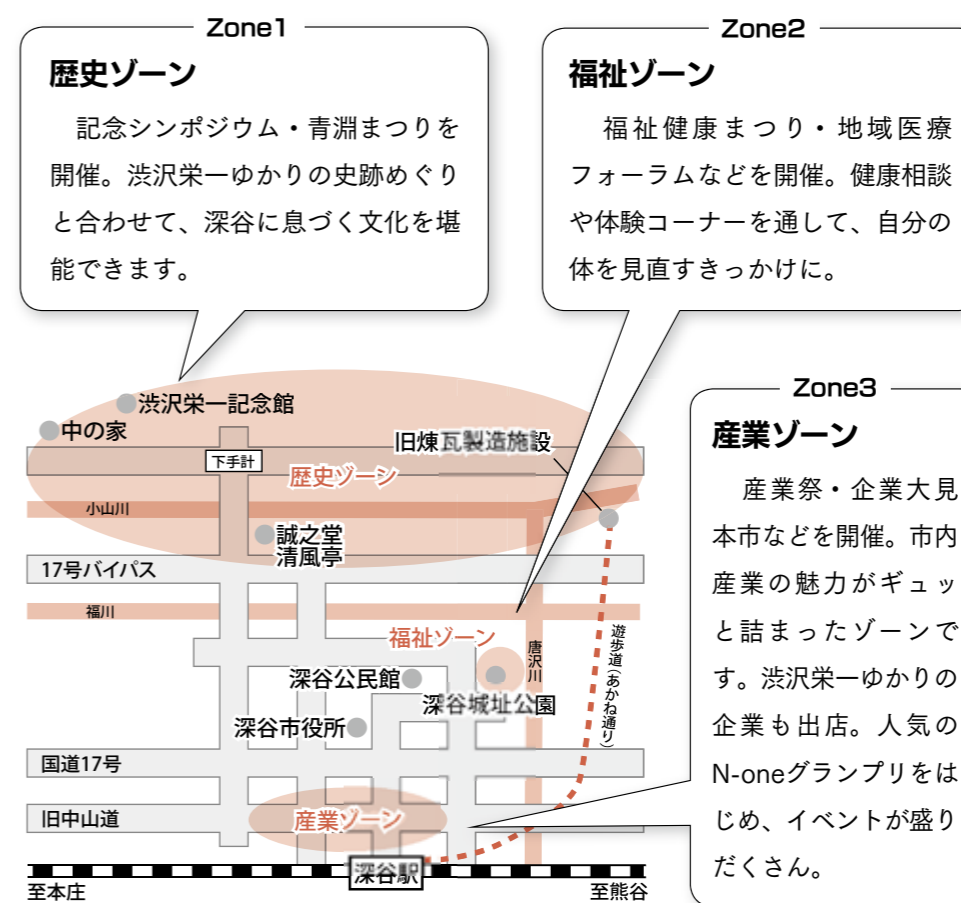 Zone1
歴史ゾーン
　記念シンポジウム・青淵まつりを
開催。渋沢栄一ゆかりの史跡めぐり
と合わせて、深谷に息づく文化を堪
能できます。
Zone2
福祉ゾーン
　福祉健康まつり・地域医療
フォーラムなどを開催。健康相談
や体験コーナーを通して、自分の
体を見直すきっかけに。
Zone3
産業ゾーン
　産業祭・企業大見
本市などを開催。市内
産業の魅力がギュッ
と詰まったゾーンで
す。渋沢栄一ゆかりの
企業も出店。人気の
N-oneグランプリをは
じめ、イベントが盛り
だくさん。
渋沢栄一記念館
中の家
旧煉瓦製造施設
下手計
歴史ゾーン
小山川
誠之堂
清風亭
17号バイパス
福川
福祉ゾーン
唐沢川
遊歩道(あかね通り)
深谷公民館
深谷城址公園
深谷市役所
国道17号
旧中山道
産業ゾーン
深谷駅
至本庄
至熊谷